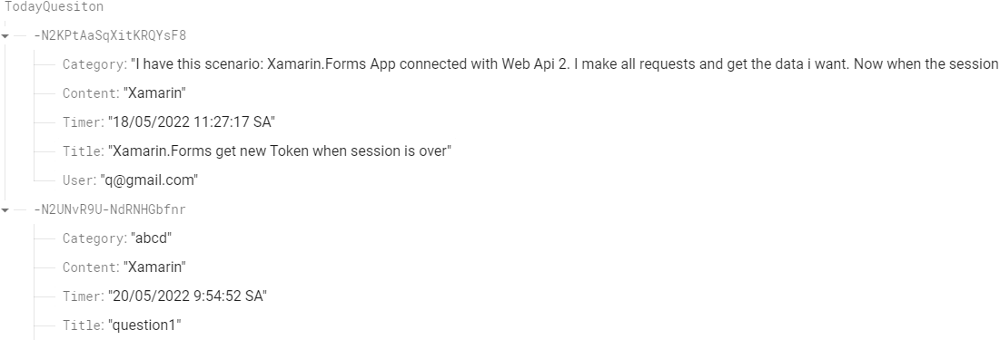 TodayQuesiton
-N2KPtAaSqXitKRQYsF8
Category: "I have this scenario: Xamarin.Forms App connected with Web Api 2. I make all requests and get the data i want. Now when the session
Content: "Xamarin"
Timer: "18/05/2022 11:27:17 SA"
Title: "Xamarin.Forms get new Token when session is over"
User: "q@gmail.com"
-N2UNvR9U-NdRNHGbfnr
Category: "abcd"
Content: "Xamarin"
Timer: "20/05/2022 9:54:52 SA"
Title: "question1"